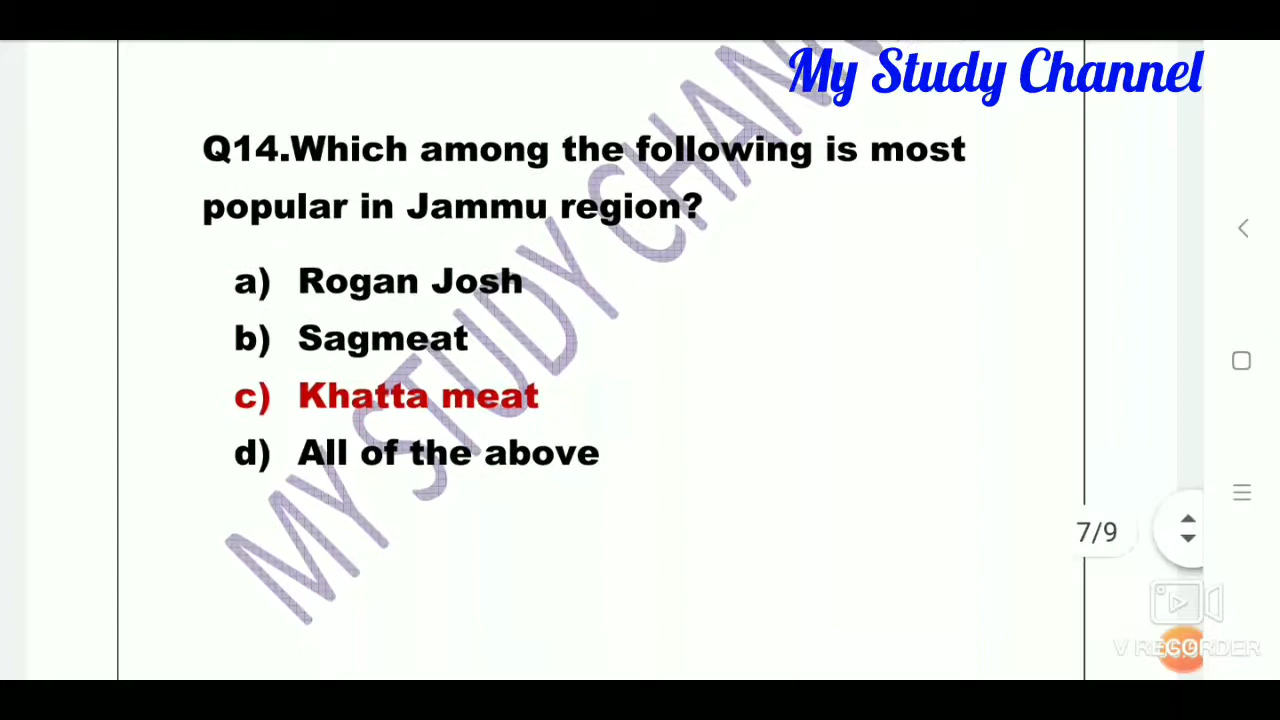 My Study Channel
Q14.Which among the following is most
popular in Jammu region?
a) Rogan Josh
b) Sagmeat
c) Khatta meat
d) All of the above
MY STUDY CHANN
7/9
V RECORDER